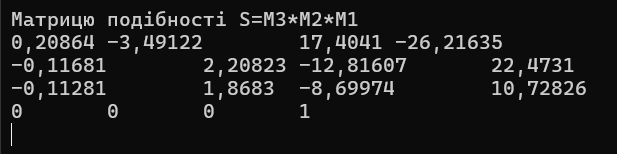 Матрицю подібності S=M3*M2*M1
0,20864 -3,49122 17,4041 -26,21635
-0,11681 2,20823 -12,81607 22,4731
-0,11281 1,8683 -8,69974 10,72826
0 0 0 1